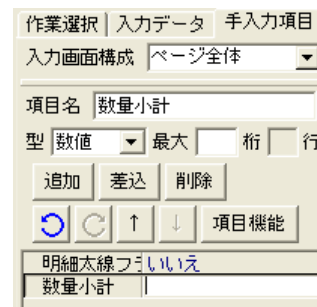 作業選択 入力データ 手入力項目
入力画面構成 ページ全体
項目名 数量小計
型 数値 最大 桁 行
追加 差込 削除
↑ ↓ 項目機能
明細太線フラ いいえ
数量小計